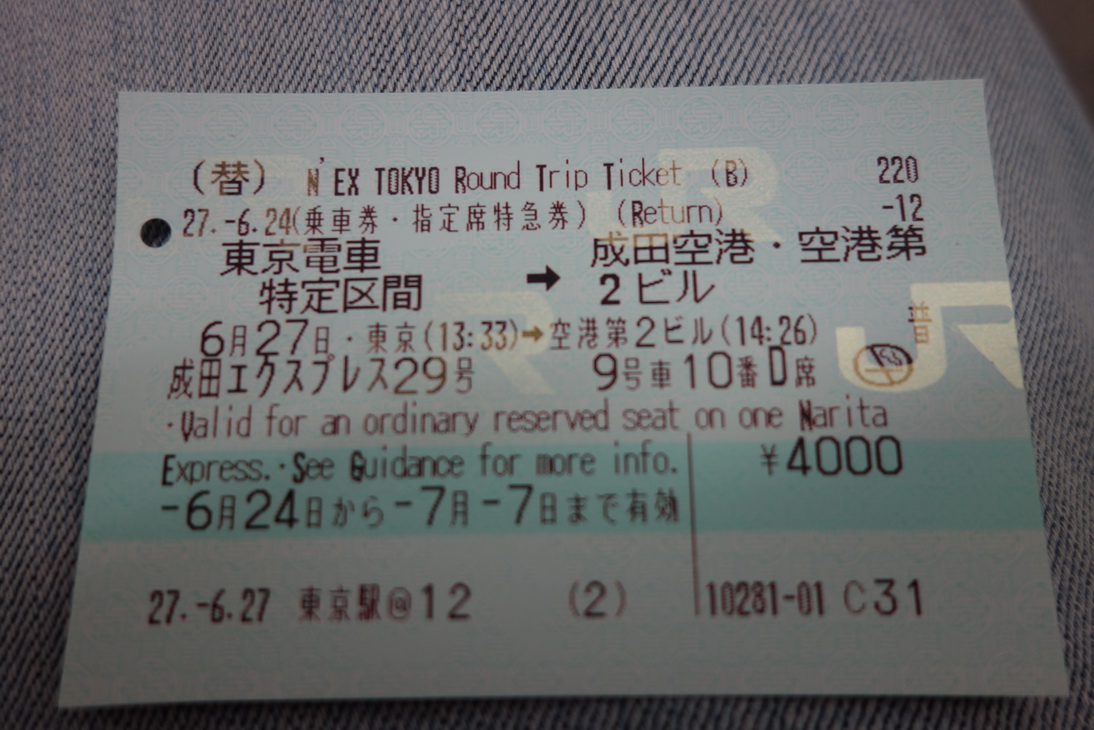 (替) N'EX TOKYO Round Trip Ticket (B) 220
27.-6.24(乗車券・指定席特急券) (Return) -12
東京電車 → 成田空港・空港第
特定区間 2ビル
普
6月27日・東京(13:33)→空港第2ビル(14:26)
成田エクスプレス29号 9号車10番D席
・Valid for an ordinary reserved seat on one Narita
Express.・See Guidance for more info. ¥4000
-6月24日から-7月-7日まで有効
27.-6.27 東京駅@12 (2) 10281-01 C31
JR